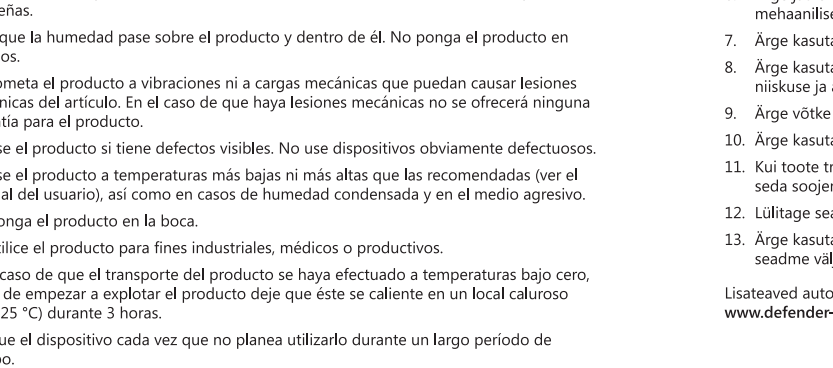 eñas.
que la humedad pase sobre el producto y dentro de él. No ponga el producto en
os.
ometa el producto a vibraciones ni a cargas mecánicas que puedan causar lesiones
nicas del artículo. En el caso de que haya lesiones mecánicas no se ofrecerá ninguna
tía para el producto.
se el producto si tiene defectos visibles. No use dispositivos obviamente defectuosos.
se el producto a temperaturas más bajas ni más altas que las recomendadas (ver el
al del usuario), así como en casos de humedad condensada y en el medio agresivo.
onga el producto en la boca.
tilice el producto para fines industriales, médicos o productivos.
caso de que el transporte del producto se haya efectuado a temperaturas bajo cero,
de empezar a explotar el producto deje que éste se caliente en un local caluroso
25 °C) durante 3 horas.
ue el dispositivo cada vez que no planea utilizarlo durante un largo período de
po.
mehaanilise
7. Ärge kasuta
8. Ärge kasuta
niiskuse ja a
9. Ärge võtke
10. Ärge kasuta
11. Kui toote tr
seda soojen
12. Lülitage sea
13. Ärge kasuta
seadme väl
Lisateaved auto
www.defender-